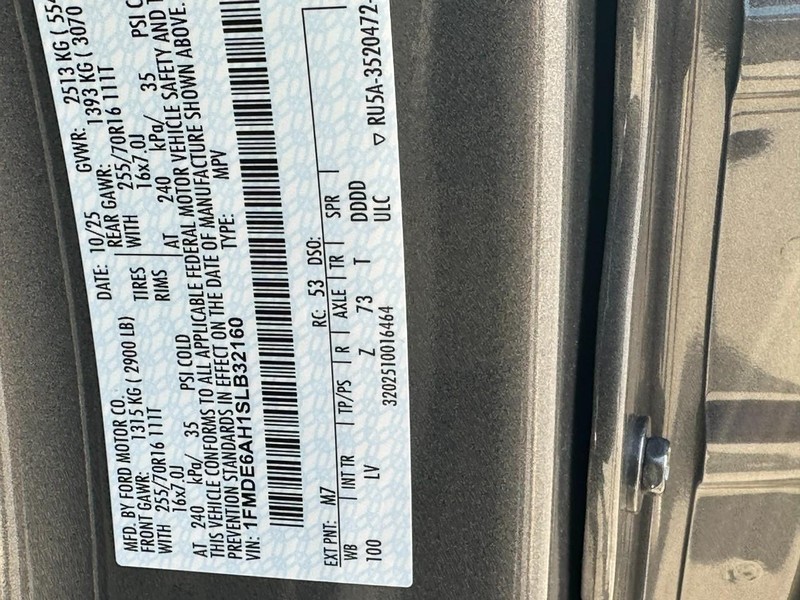 MFD. BY FORD MOTOR CO.
DATE: 10/25 GVWR: 2513 KG ( 554
FRONT GAWR: 1315 KG ( 2900 LB) REAR GAWR: 1393 KG ( 3070
WITH 255/70R16 111T TIRES WITH 255/70R16 111T
16x7.0J RIMS 16x7.0J
AT 240 kPa/ 35 PSI COLD AT 240 kPa/ 35 PSI C
THIS VEHICLE CONFORMS TO ALL APPLICABLE FEDERAL MOTOR VEHICLE SAFETY AND T
PREVENTION STANDARDS IN EFFECT ON THE DATE OF MANUFACTURE SHOWN ABOVE.
VIN: 1FMDE6AH1SLB32160 TYPE: MPV
EXT PNT: M7 RC: 53 DSO:
WB | INT TR | TP/PS | R | AXLE | TR | SPR |
100 LV Z 73 T DDDD
3202510016464 ULC
▽ RU5A-3520472-